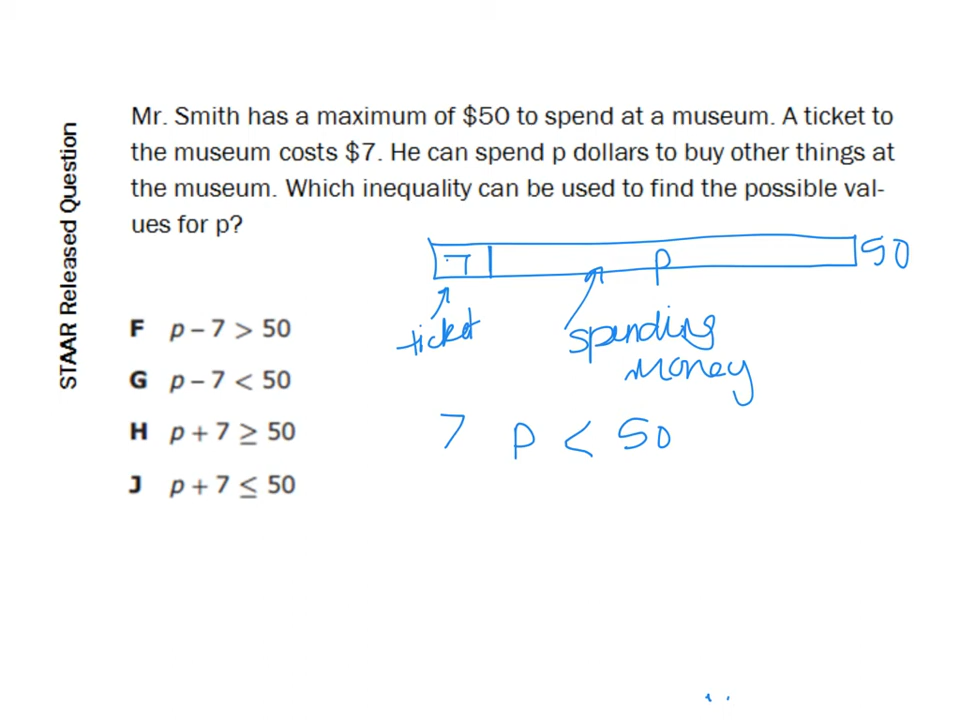 STAAR Released Question
Mr. Smith has a maximum of $50 to spend at a museum. A ticket to
the museum costs $7. He can spend p dollars to buy other things at
the museum. Which inequality can be used to find the possible val-
ues for p?
7 p 50
ticket
spending
money
F p – 7 > 50
G p – 7 < 50
H p + 7 ≥ 50
J p + 7 ≤ 50
7 p < 50